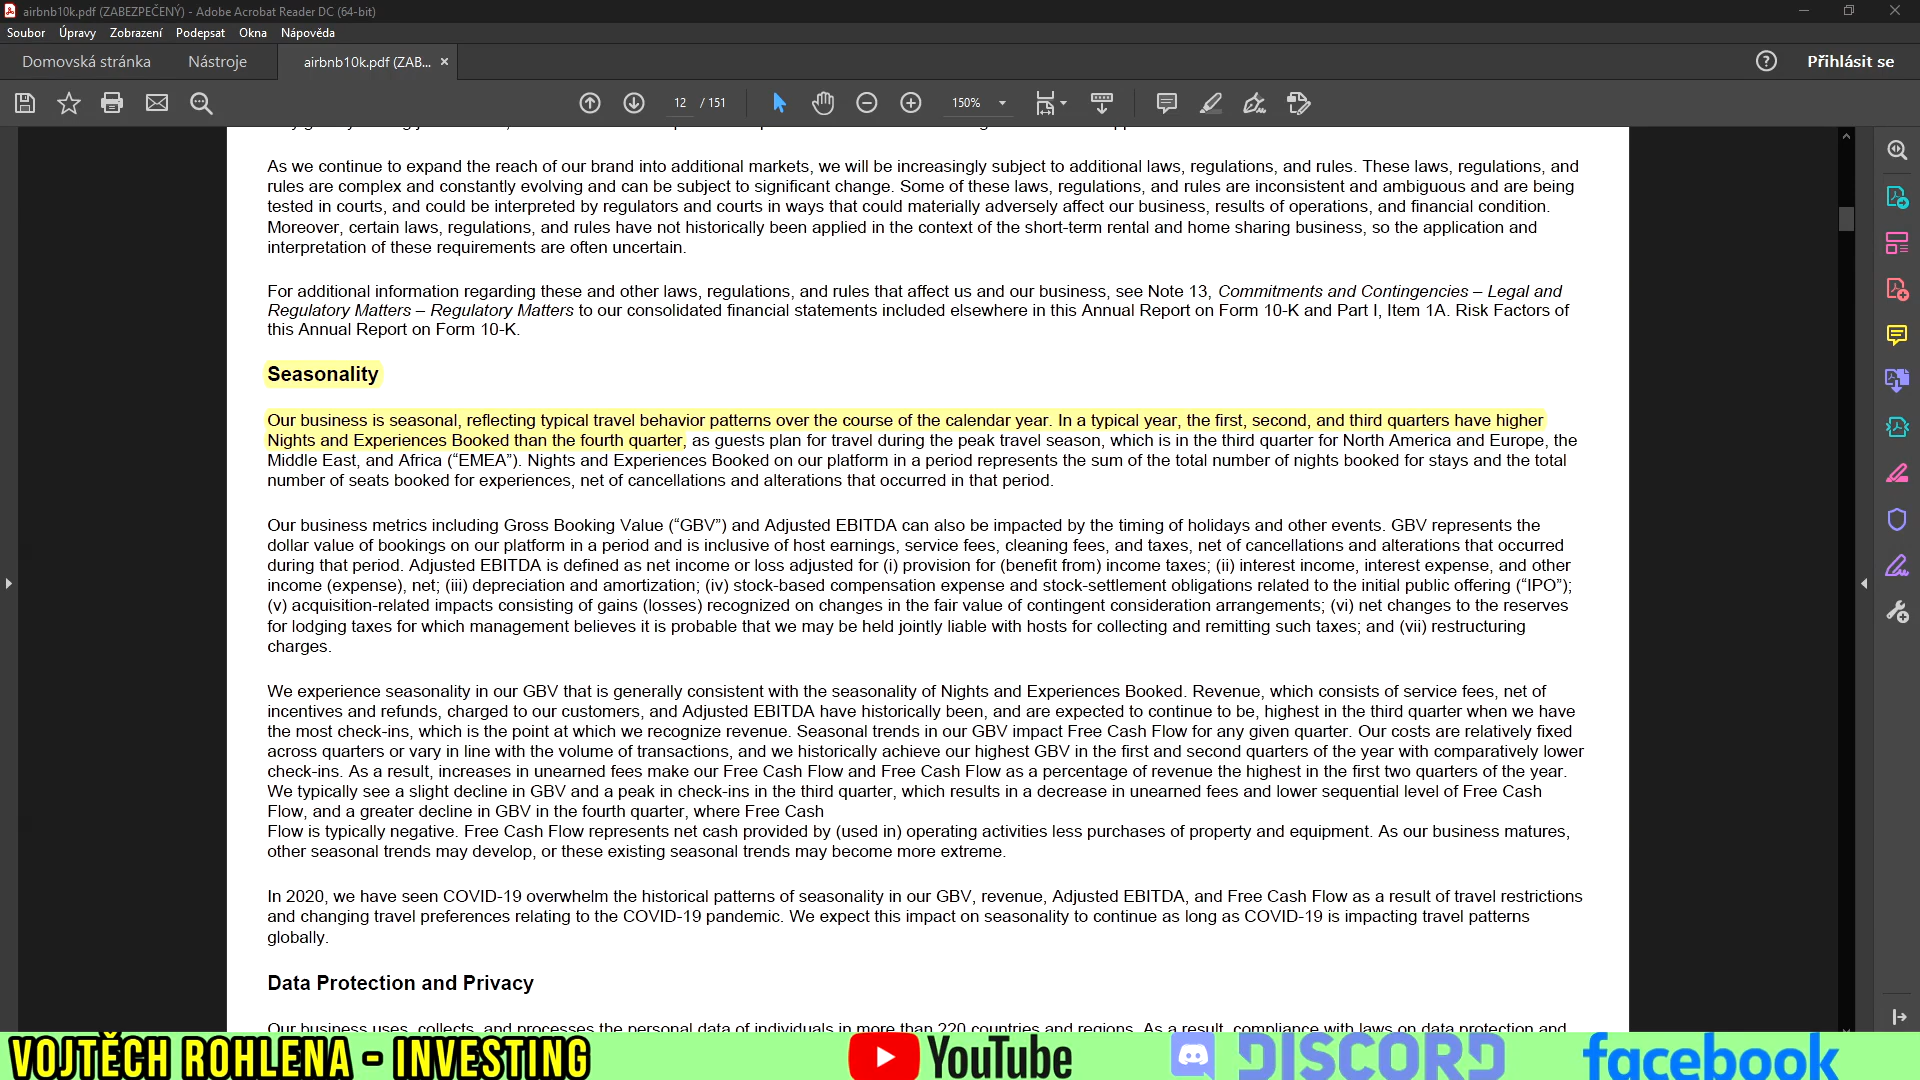 airbnb10k.pdf (ZABEZPEČENÝ) - Adobe Acrobat Reader DC (64-bit)
Soubor Úpravy Zobrazení Podepsat Okna Nápověda
Domovská stránka Nástroje airbnb10k.pdf (ZAB... × Přihlásit se
12 / 151 150%
As we continue to expand the reach of our brand into additional markets, we will be increasingly subject to additional laws, regulations, and rules. These laws, regulations, and
rules are complex and constantly evolving and can be subject to significant change. Some of these laws, regulations, and rules are inconsistent and ambiguous and are being
tested in courts, and could be interpreted by regulators and courts in ways that could materially adversely affect our business, results of operations, and financial condition.
Moreover, certain laws, regulations, and rules have not historically been applied in the context of the short-term rental and home sharing business, so the application and
interpretation of these requirements are often uncertain.
For additional information regarding these and other laws, regulations, and rules that affect us and our business, see Note 13, Commitments and Contingencies – Legal and
Regulatory Matters – Regulatory Matters to our consolidated financial statements included elsewhere in this Annual Report on Form 10-K and Part I, Item 1A. Risk Factors of
this Annual Report on Form 10-K.
Seasonality
Our business is seasonal, reflecting typical travel behavior patterns over the course of the calendar year. In a typical year, the first, second, and third quarters have higher
Nights and Experiences Booked than the fourth quarter, as guests plan for travel during the peak travel season, which is in the third quarter for North America and Europe, the
Middle East, and Africa (“EMEA”). Nights and Experiences Booked on our platform in a period represents the sum of the total number of nights booked for stays and the total
number of seats booked for experiences, net of cancellations and alterations that occurred in that period.
Our business metrics including Gross Booking Value (“GBV”) and Adjusted EBITDA can also be impacted by the timing of holidays and other events. GBV represents the
dollar value of bookings on our platform in a period and is inclusive of host earnings, service fees, cleaning fees, and taxes, net of cancellations and alterations that occurred
during that period. Adjusted EBITDA is defined as net income or loss adjusted for (i) provision for (benefit from) income taxes; (ii) interest income, interest expense, and other
income (expense), net; (iii) depreciation and amortization; (iv) stock-based compensation expense and stock-settlement obligations related to the initial public offering (“IPO”);
(v) acquisition-related impacts consisting of gains (losses) recognized on changes in the fair value of contingent consideration arrangements; (vi) net changes to the reserves
for lodging taxes for which management believes it is probable that we may be held jointly liable with hosts for collecting and remitting such taxes; and (vii) restructuring
charges.
We experience seasonality in our GBV that is generally consistent with the seasonality of Nights and Experiences Booked. Revenue, which consists of service fees, net of
incentives and refunds, charged to our customers, and Adjusted EBITDA have historically been, and are expected to continue to be, highest in the third quarter when we have
the most check-ins, which is the point at which we recognize revenue. Seasonal trends in our GBV impact Free Cash Flow for any given quarter. Our costs are relatively fixed
across quarters or vary in line with the volume of transactions, and we historically achieve our highest GBV in the first and second quarters of the year with comparatively lower
check-ins. As a result, increases in unearned fees make our Free Cash Flow and Free Cash Flow as a percentage of revenue the highest in the first two quarters of the year.
We typically see a slight decline in GBV and a peak in check-ins in the third quarter, which results in a decrease in unearned fees and lower sequential level of Free Cash
Flow, and a greater decline in GBV in the fourth quarter, where Free Cash
Flow is typically negative. Free Cash Flow represents net cash provided by (used in) operating activities less purchases of property and equipment. As our business matures,
other seasonal trends may develop, or these existing seasonal trends may become more extreme.
In 2020, we have seen COVID-19 overwhelm the historical patterns of seasonality in our GBV, revenue, Adjusted EBITDA, and Free Cash Flow as a result of travel restrictions
and changing travel preferences relating to the COVID-19 pandemic. We expect this impact on seasonality to continue as long as COVID-19 is impacting travel patterns
globally.
Data Protection and Privacy
Our business uses, collects, and processes the personal data of individuals in more than 220 countries and regions. As a result, compliance with laws on data protection and
VOJTĚCH ROHLENA - INVESTING YouTube DISCORD facebook